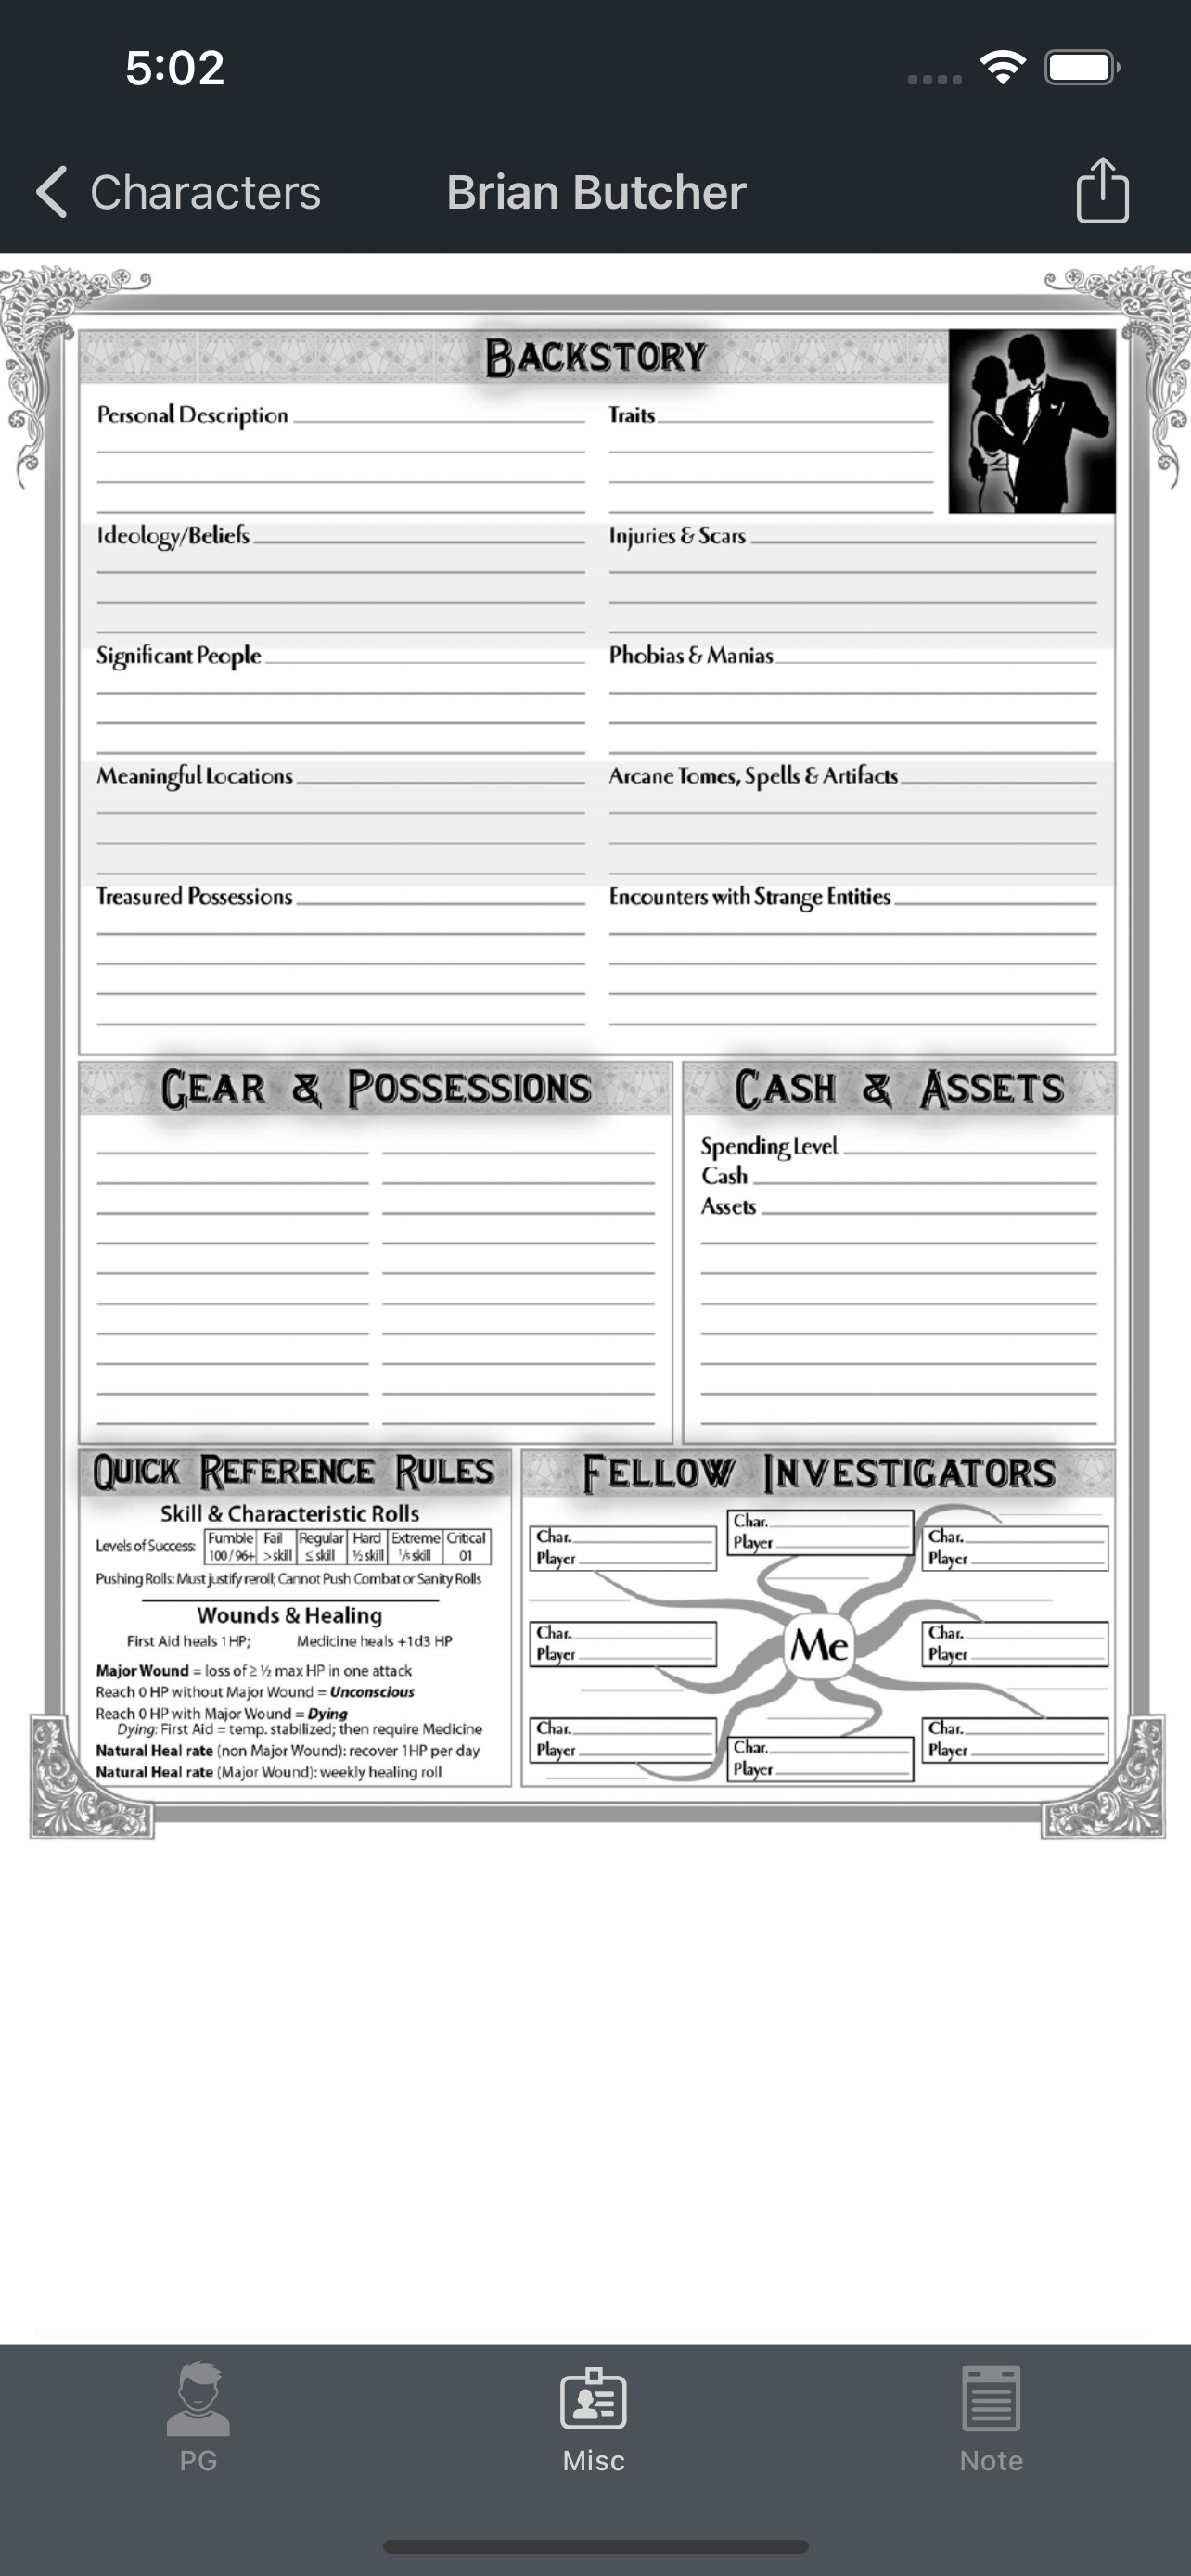 5:02
Characters
Brian Butcher
Backstory
Personal Description
Traits
Ideology/Beliefs
Injuries & Scars
Significant People
Phobias & Manias
Meaningful Locations
Arcane Tomes, Spells & Artifacts
Treasured Possessions
Encounters with Strange Entities
Gear & Possessions
Cash & Assets
Spending Level
Cash
Assets
Quick Reference Rules
Skill & Characteristic Rolls
Levels of Success: Fumble Fail Regular Hard Extreme Critical
100/96+ >skill ≤skill ½skill ⅕skill 01
Pushing Rolls: Must justify reroll; Cannot Push Combat or Sanity Rolls
Wounds & Healing
First Aid heals 1HP; Medicine heals +1d3 HP
Major Wound = loss of ≥ ½ max HP in one attack
Reach 0 HP without Major Wound = Unconscious
Reach 0 HP with Major Wound = Dying
Dying: First Aid = temp. stabilized; then require Medicine
Natural Heal rate (non Major Wound): recover 1HP per day
Natural Heal rate (Major Wound): weekly healing roll
Fellow Investigators
Char.
Player
Char.
Player
Char.
Player
Char.
Player
Me
Char.
Player
Char.
Player
Char.
Player
Char.
Player
PG
Misc
Note